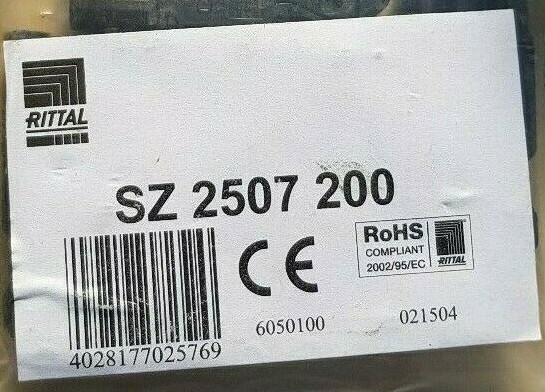 RITTAL
SZ 2507 200
RoHS
COMPLIANT
2002/95/EC
RITTAL
CE
6050100
021504
4028177025769